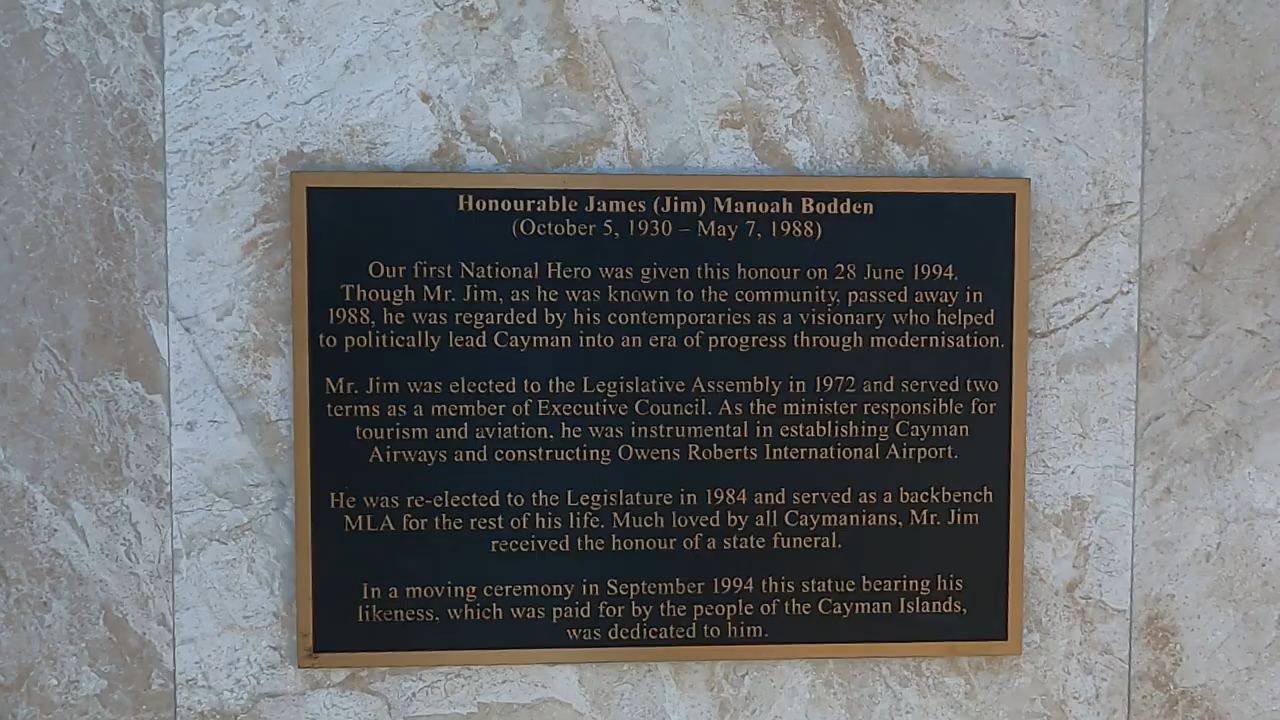 Honourable James (Jim) Manoah Bodden
(October 5, 1930 – May 7, 1988)
Our first National Hero was given this honour on 28 June 1994.
Though Mr. Jim, as he was known to the community, passed away in
1988, he was regarded by his contemporaries as a visionary who helped
to politically lead Cayman into an era of progress through modernisation.
Mr. Jim was elected to the Legislative Assembly in 1972 and served two
terms as a member of Executive Council. As the minister responsible for
tourism and aviation, he was instrumental in establishing Cayman
Airways and constructing Owens Roberts International Airport.
He was re-elected to the Legislature in 1984 and served as a backbench
MLA for the rest of his life. Much loved by all Caymanians, Mr. Jim
received the honour of a state funeral.
In a moving ceremony in September 1994 this statue bearing his
likeness, which was paid for by the people of the Cayman Islands,
was dedicated to him.